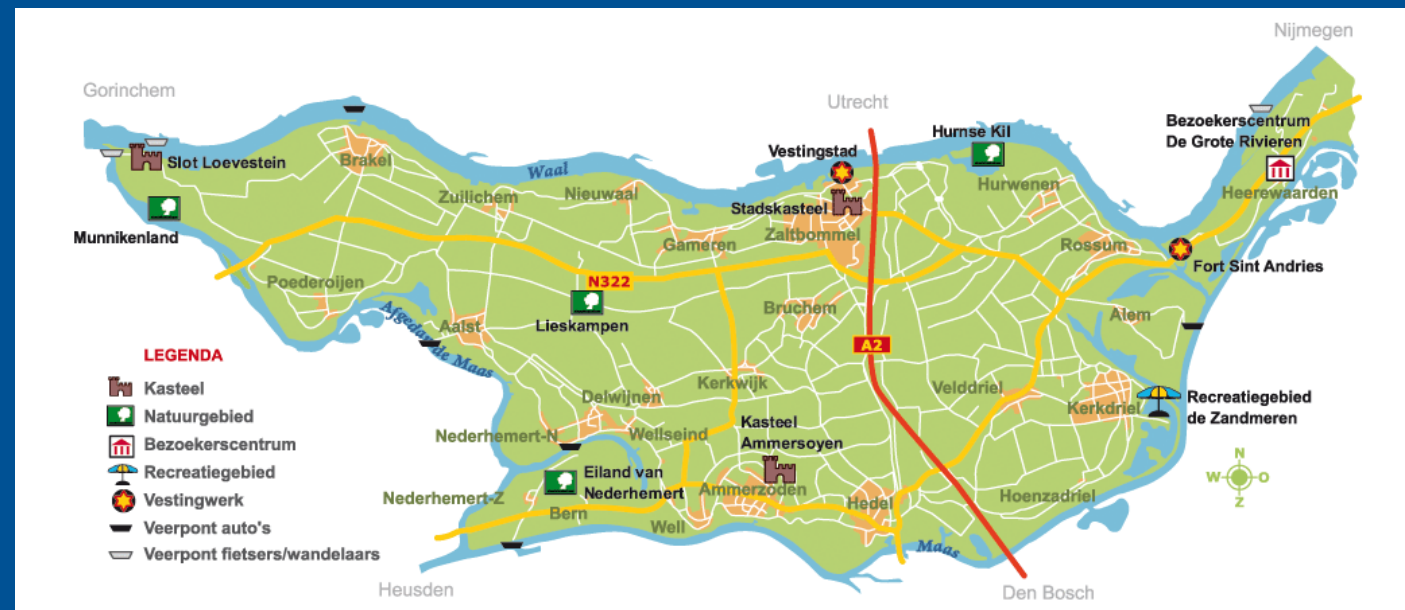 Nijmegen
Gorinchem
Utrecht
Bezoekerscentrum
De Grote Rivieren
Hurnse Kil
Vestingstad
Slot Loevestein
Brakel
Waal
Zuilichem
Nieuwaal
Hurwenen
Heerewaarden
Stadskasteel
Munnikenland
Gameren
Zaltbommel
Rossum
Fort Sint Andries
Poederoijen
N322
Lieskampen
Bruchem
Alem
Afgedamde Maas
Aalst
A2
LEGENDA
Kasteel
Natuurgebied
Bezoekerscentrum
Recreatiegebied
Vestingwerk
Veerpont auto's
Veerpont fietsers/wandelaars
Kerkwijk
Delwijnen
Velddriel
Kerkdriel
Recreatiegebied
de Zandmeren
Nederhemert-N
Wellseind
Kasteel
Ammersoyen
Eiland van
Nederhemert
Nederhemert-Z
Ammerzoden
Bern
Well
Hedel
Hoenzadriel
N
W O
Z
Maas
Heusden
Den Bosch